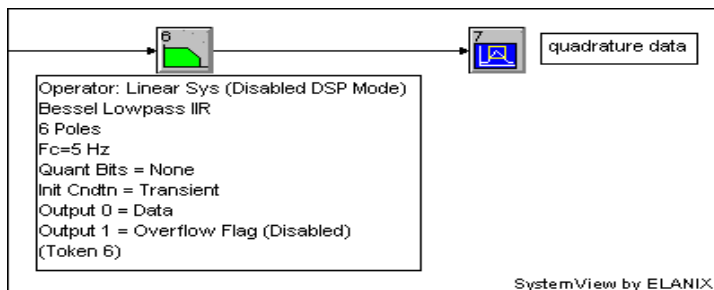 6
7
quadrature data
Operator: Linear Sys (Disabled DSP Mode)
Bessel Lowpass IIR
6 Poles
Fc=5 Hz
Quant Bits = None
Init Cndtn = Transient
Output 0 = Data
Output 1 = Overflow Flag (Disabled)
(Token 6)
SystemView by ELANIX